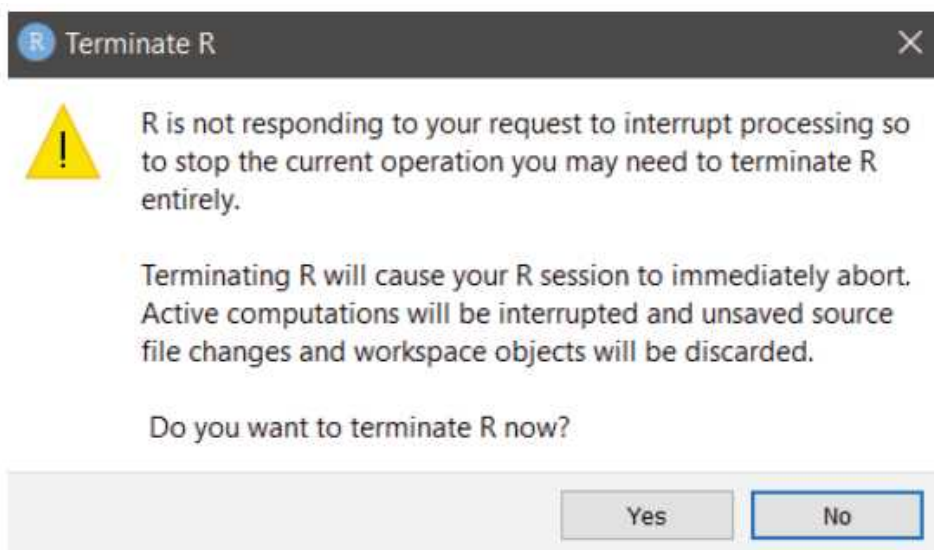 R Terminate R
R is not responding to your request to interrupt processing so
to stop the current operation you may need to terminate R
entirely.
Terminating R will cause your R session to immediately abort.
Active computations will be interrupted and unsaved source
file changes and workspace objects will be discarded.
Do you want to terminate R now?
Yes No